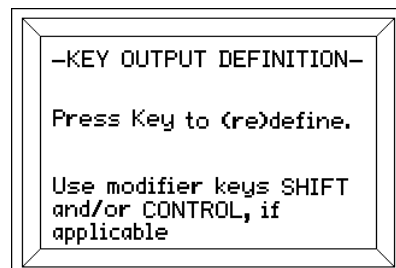 -KEY OUTPUT DEFINITION-
Press Key to (re)define.
Use modifier keys SHIFT
and/or CONTROL, if
applicable